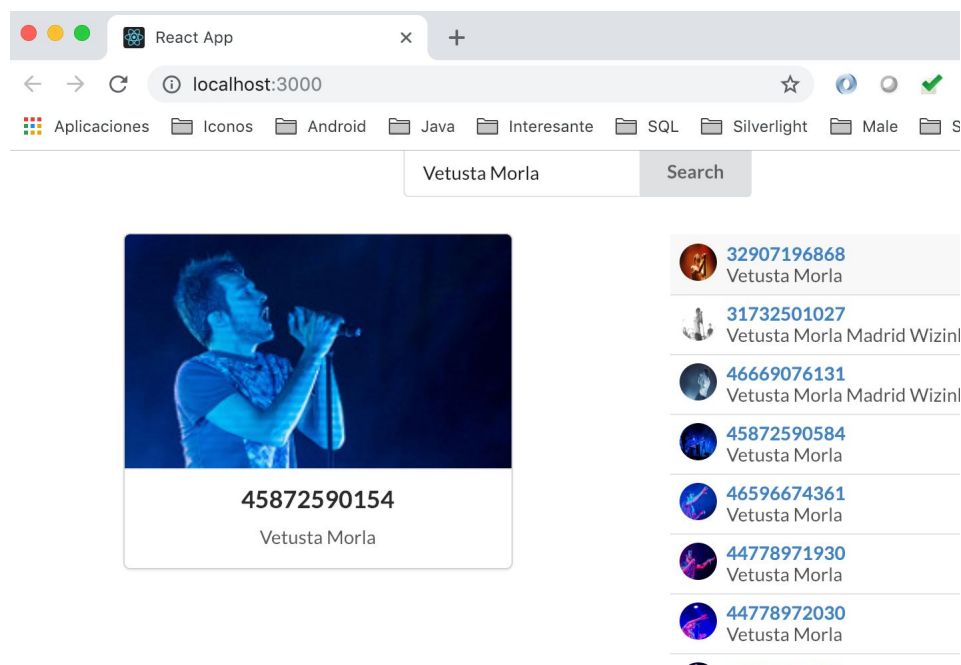 React App
localhost:3000
Aplicaciones Iconos Android Java Interesante SQL Silverlight Male S
Vetusta Morla Search
45872590154
Vetusta Morla
32907196868
Vetusta Morla
31732501027
Vetusta Morla Madrid
46669076131
Vetusta Morla Madrid
45872590584
Vetusta Morla
46596674361
Vetusta Morla
44778971930
Vetusta Morla
44778972030
Vetusta Morla